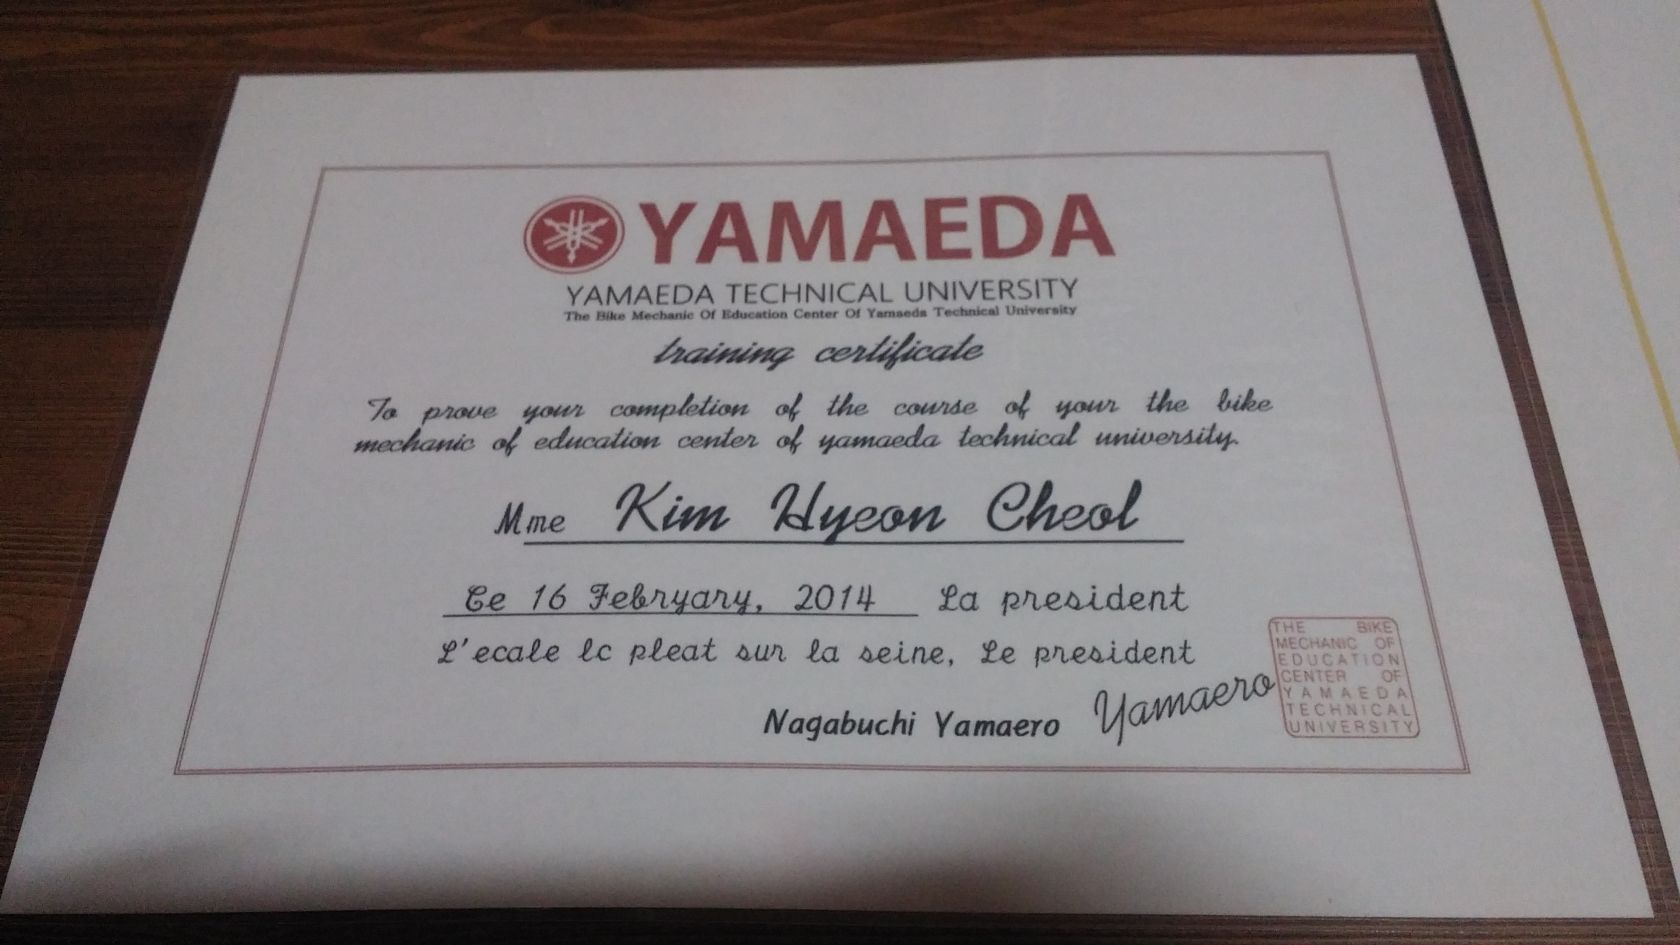 YAMAEDA
YAMAEDA TECHNICAL UNIVERSITY
The Bike Mechanic Of Education Center Of Yamaeda Technical University
training certificate
To prove your completion of the course of your the bike
mechanic of education center of yamaeda technical university.
Mme Kim Hyeon Cheol
Ce 16 Febryary, 2014 La president
L'ecale lc pleat sur la seine, Le president
Nagabuchi Yamaero Yamaero
THE BIKE
MECHANIC OF
EDUCATION
CENTER OF
YAMAEDA
TECHNICAL
UNIVERSITY